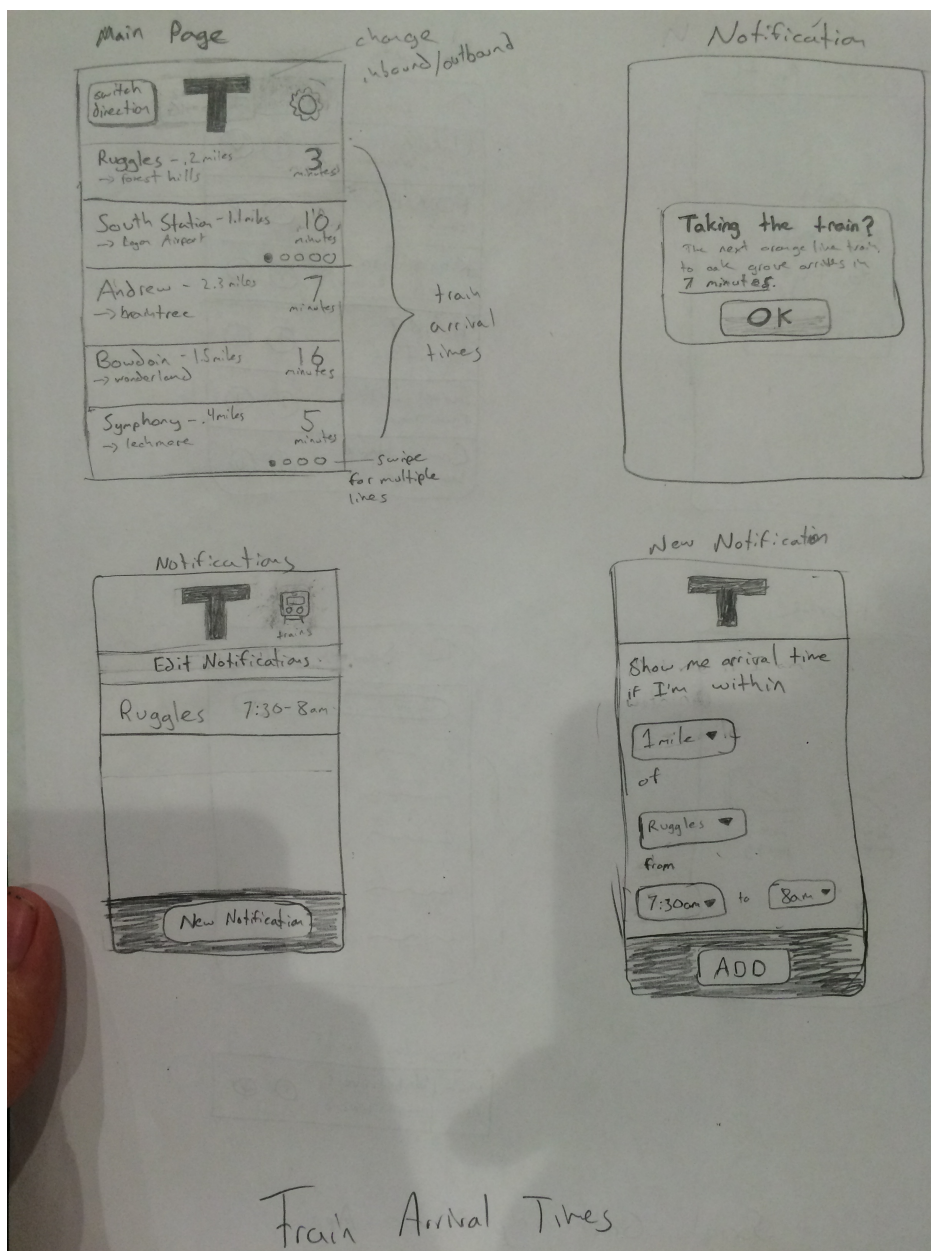 Main Page
change
inbound/outbound
switch
direction
T
Ruggles - .2 miles
3
→ forest hills
minutes
South Station - 1.1 miles
10
→ Logan Airport
minutes
Andrew - 2.3 miles
7
→ braintree
minutes
Bowdoin - 1.5 miles
16
→ wonderland
minutes
Symphony - .4 miles
5
→ lechmore
minutes
train
arrival
times
swipe
for multiple
lines
Notification
Taking the train?
The next orange line train
to oak grove arrives in
7 minutes.
OK
Notifications
T
trains
Edit Notifications
Ruggles 7:30-8am
New Notification
New Notification
T
Show me arrival time
if I'm within
1 mile
of
Ruggles
from
7:30am to 8am
ADD
Train Arrival Times